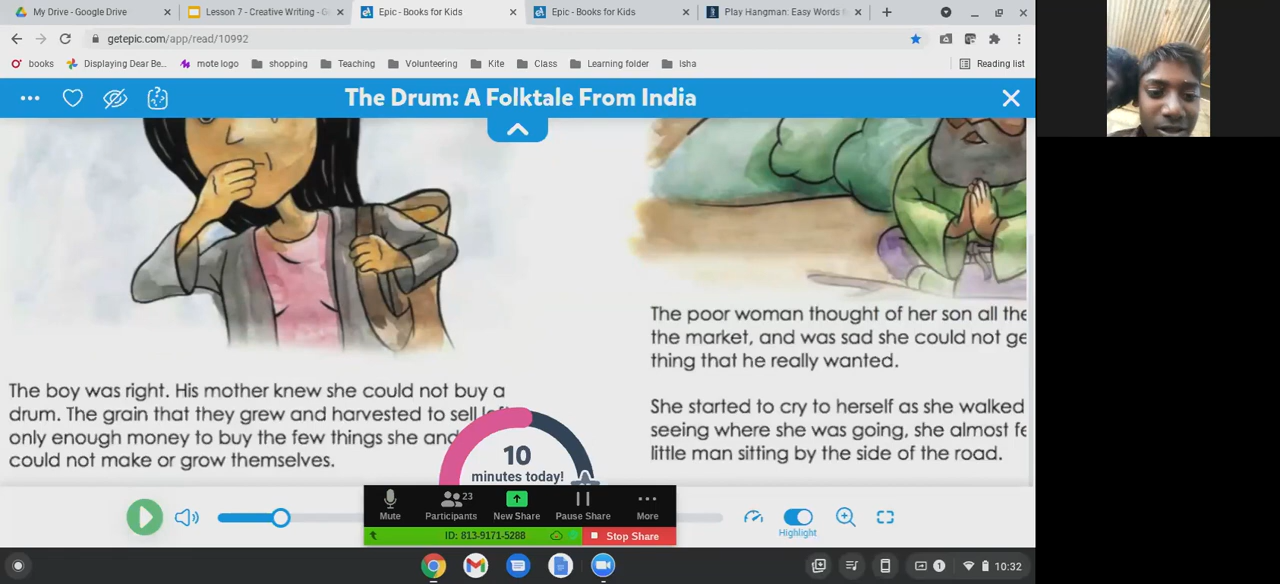 My Drive - Google Drive
Lesson 7 - Creative Writing - G
Epic - Books for Kids
Epic - Books for Kids
Play Hangman: Easy Words
getepic.com/app/read/10992
books
Displaying Dear Be...
mote logo
shopping
Teaching
Volunteering
Kite
Class
Learning folder
Isha
Reading list
The Drum: A Folktale From India
The boy was right. His mother knew she could not buy a
drum. The grain that they grew and harvested to sell left
only enough money to buy the few things she and
could not make or grow themselves.
The poor woman thought of her son all the
the market, and was sad she could not ge
thing that he really wanted.
She started to cry to herself as she walked
seeing where she was going, she almost fe
little man sitting by the side of the road.
10
minutes today!
Mute
23
Participants
New Share
Pause Share
More
ID: 813-9171-5288
Stop Share
Highlight
1
10:32